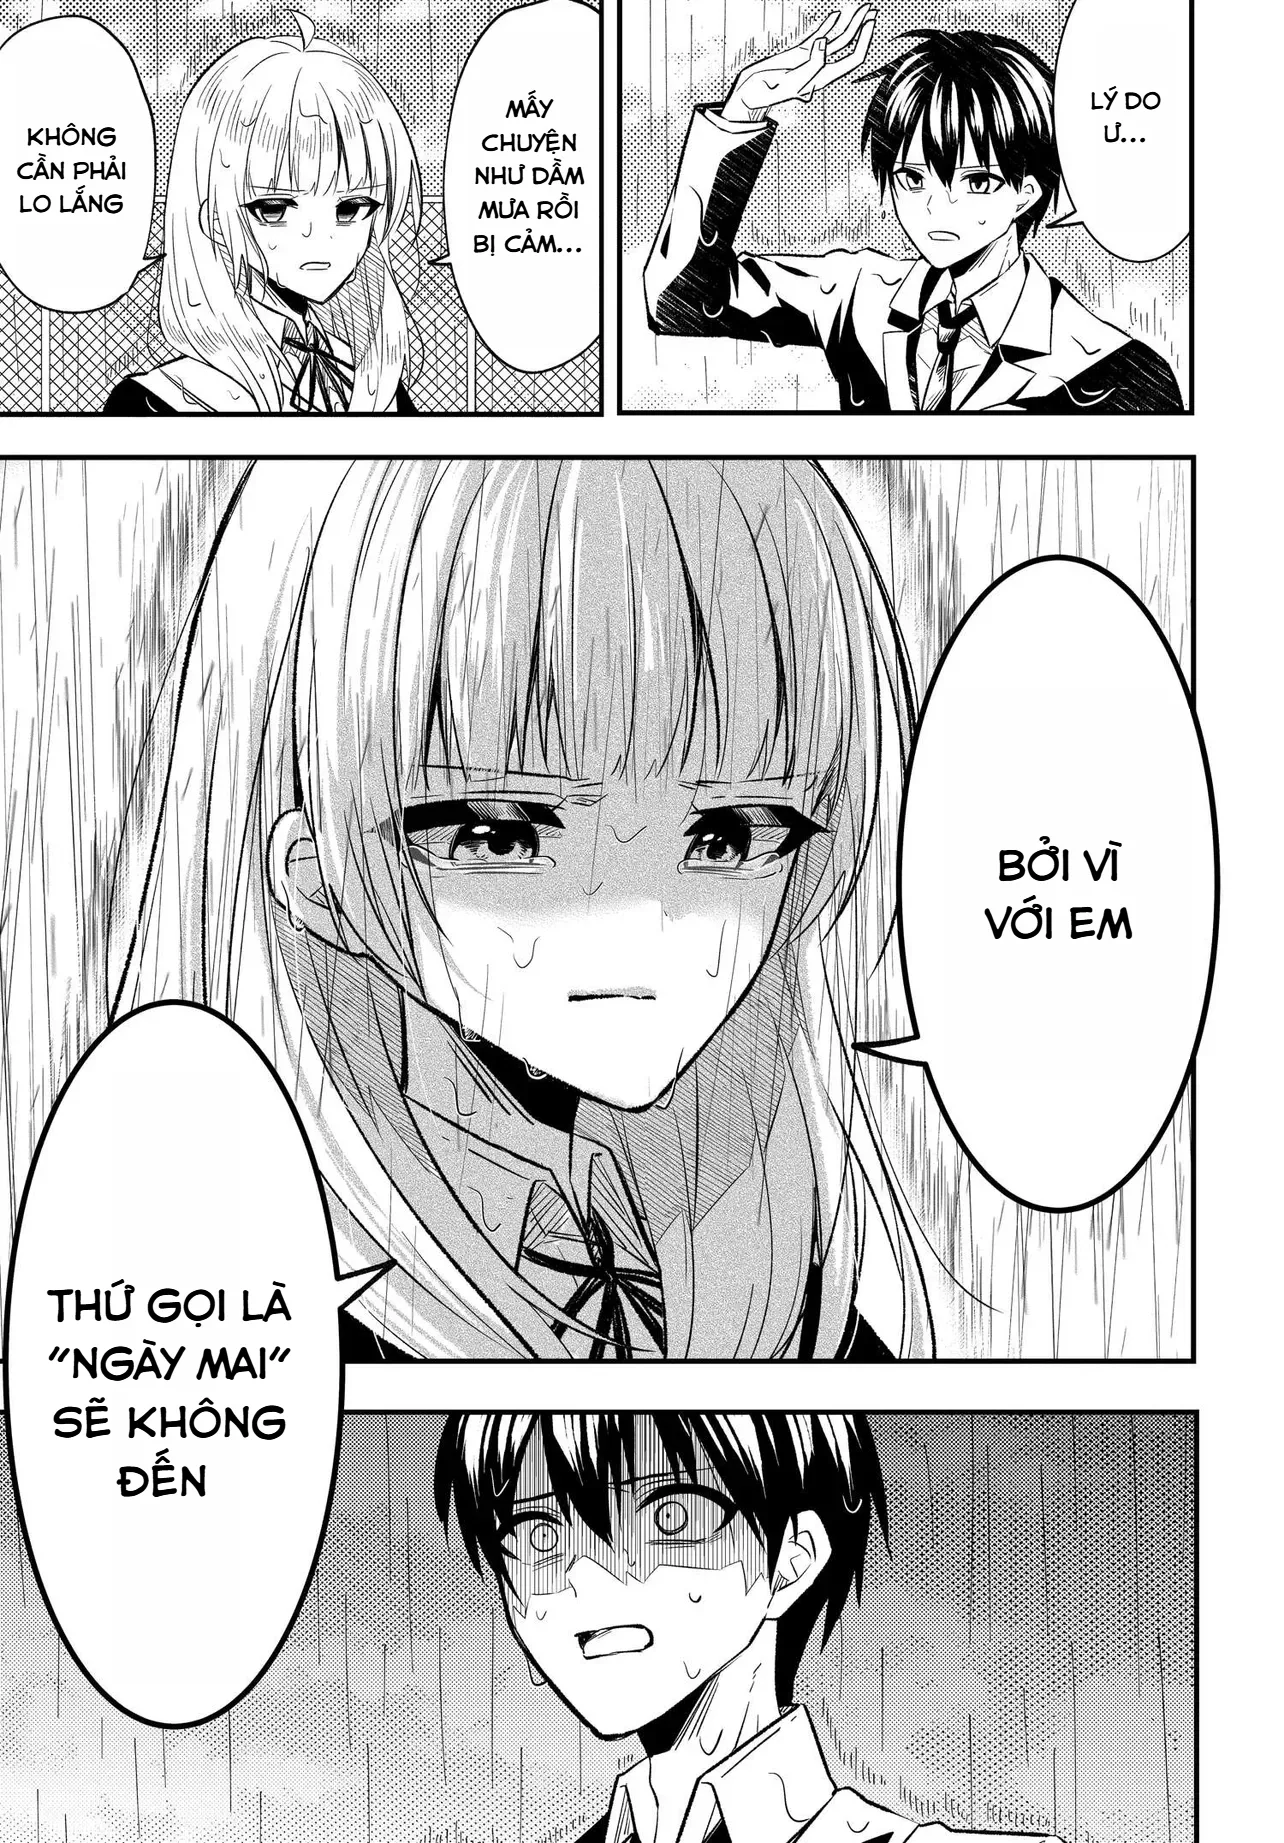 LÝ DO
Ư...
MẤY
CHUYỆN
NHƯ DẦM
MƯA RỒI
BỊ CẢM...
KHÔNG
CẦN PHẢI
LO LẮNG
BỞI VÌ
VỚI EM
THỨ GỌI LÀ
"NGÀY MAI"
SẼ KHÔNG
ĐẾN